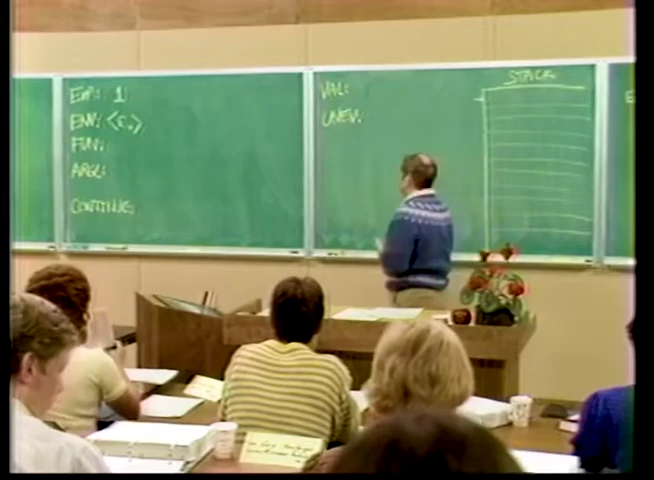 EXP: 1
ENV: <E₀>
FUN:
ARGL:
CONTINUE:
VAL:
UNEV:
STACK